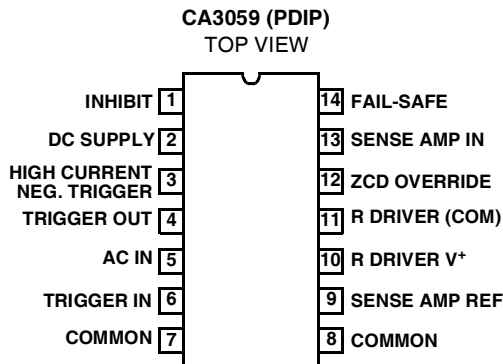 CA3059 (PDIP)
TOP VIEW
INHIBIT 1
DC SUPPLY 2
HIGH CURRENT
NEG. TRIGGER 3
TRIGGER OUT 4
AC IN 5
TRIGGER IN 6
COMMON 7
14 FAIL-SAFE
13 SENSE AMP IN
12 ZCD OVERRIDE
11 R DRIVER (COM)
10 R DRIVER V+
9 SENSE AMP REF
8 COMMON